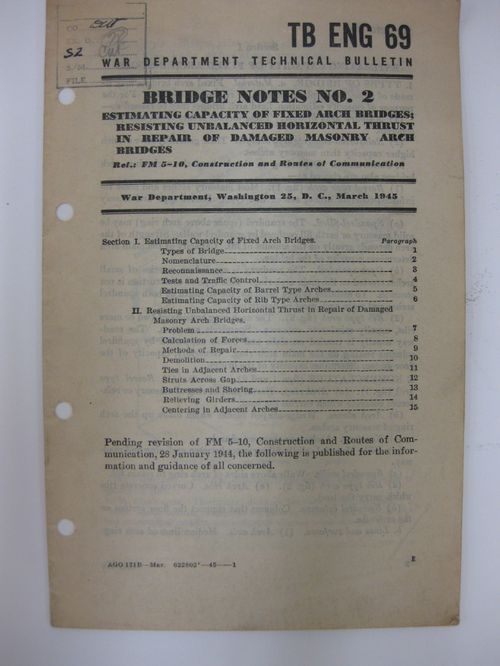 TB ENG 69
S2
FILE
WAR DEPARTMENT TECHNICAL BULLETIN
BRIDGE NOTES NO. 2
ESTIMATING CAPACITY OF FIXED ARCH BRIDGES;
RESISTING UNBALANCED HORIZONTAL THRUST
IN REPAIR OF DAMAGED MASONRY ARCH
BRIDGES
Ref.: FM 5-10, Construction and Routes of Communication
War Department, Washington 25, D. C., March 1945
Section I. Estimating Capacity of Fixed Arch Bridges. Paragraph
Types of Bridge 1
Nomenclature 2
Reconnaissance 3
Tests and Traffic Control 4
Estimating Capacity of Barrel Type Arches 5
Estimating Capacity of Rib Type Arches 6
II. Resisting Unbalanced Horizontal Thrust in Repair of Damaged
Masonry Arch Bridges.
Problem 7
Calculation of Forces 8
Methods of Repair 9
Demolition 10
Ties in Adjacent Arches 11
Struts Across Gap 12
Buttresses and Shoring 13
Relieving Girders 14
Centering in Adjacent Arches 15
Pending revision of FM 5-10, Construction and Routes of Com-
munication, 28 January 1944, the following is published for the infor-
mation and guidance of all concerned.
AGO 171B—Mar. 622802°—45——1